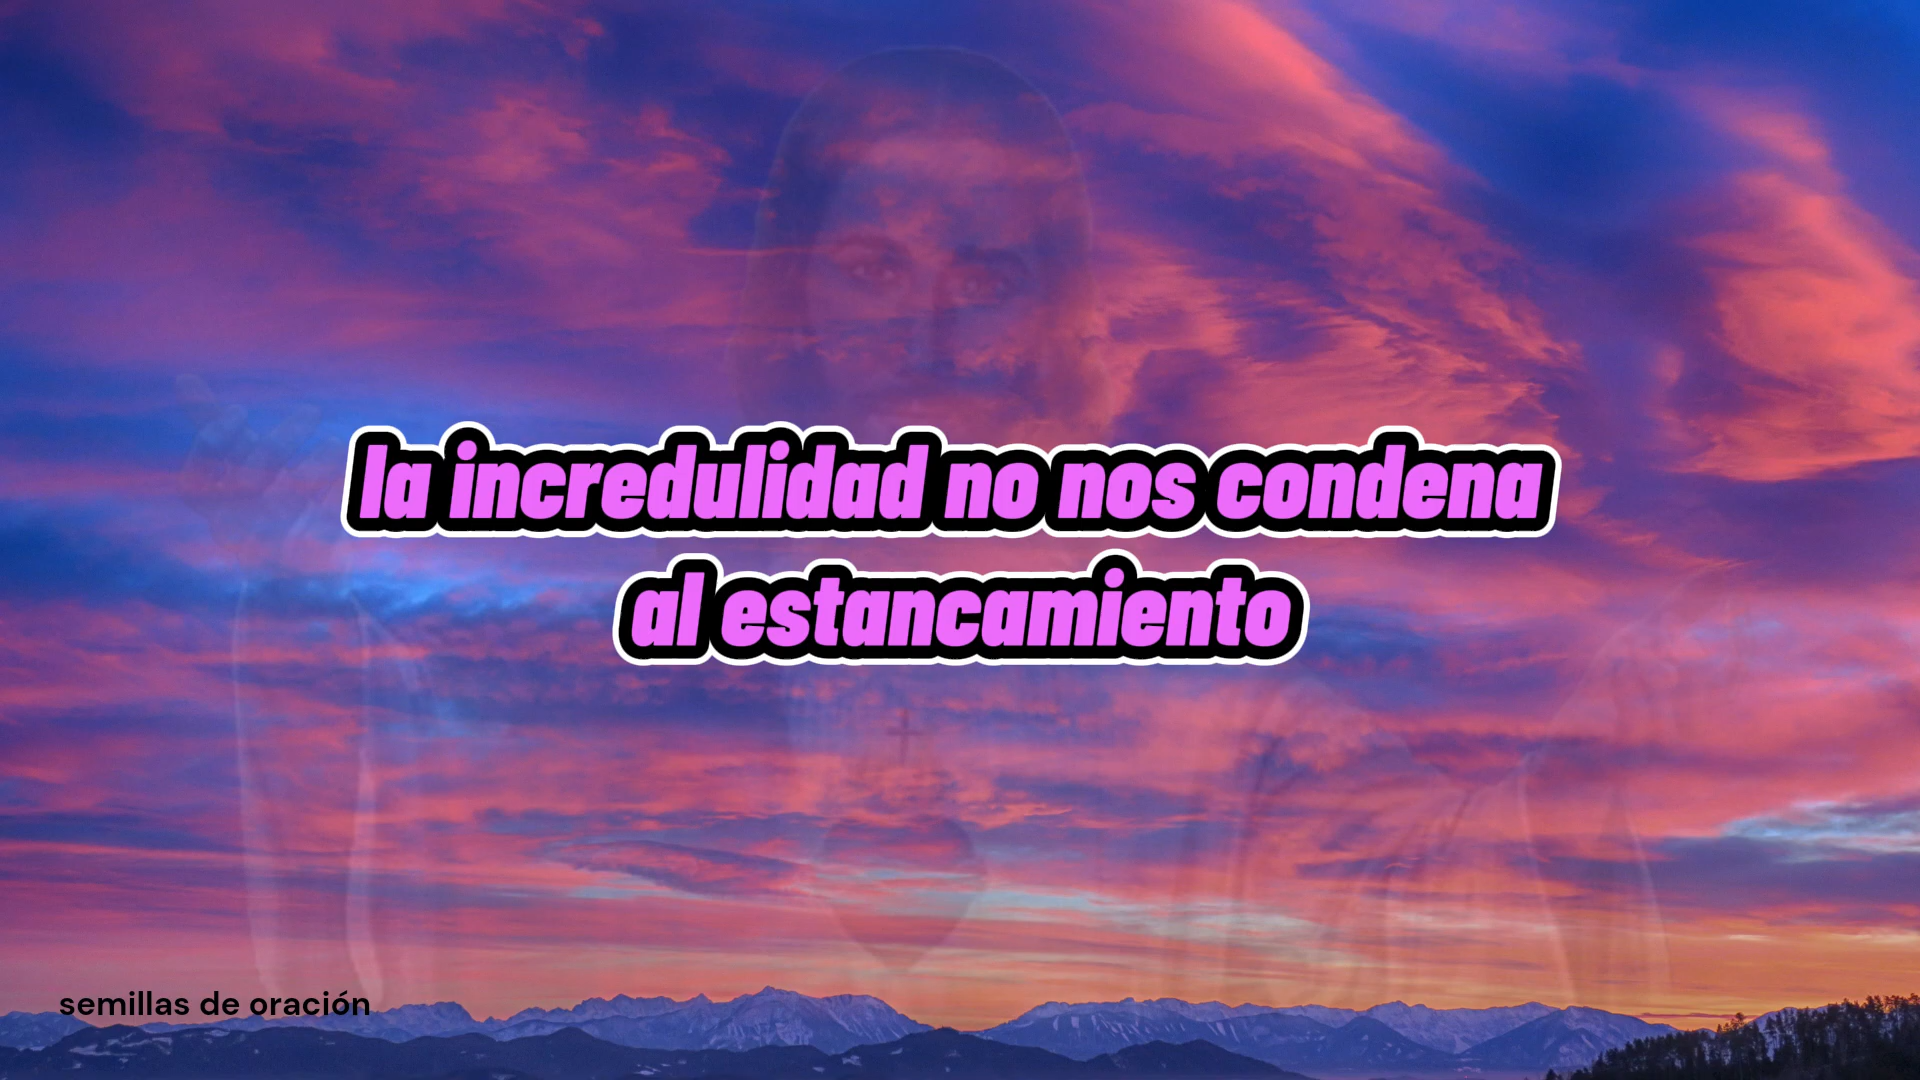 la incredulidad no nos condena
al estancamiento
semillas de oración